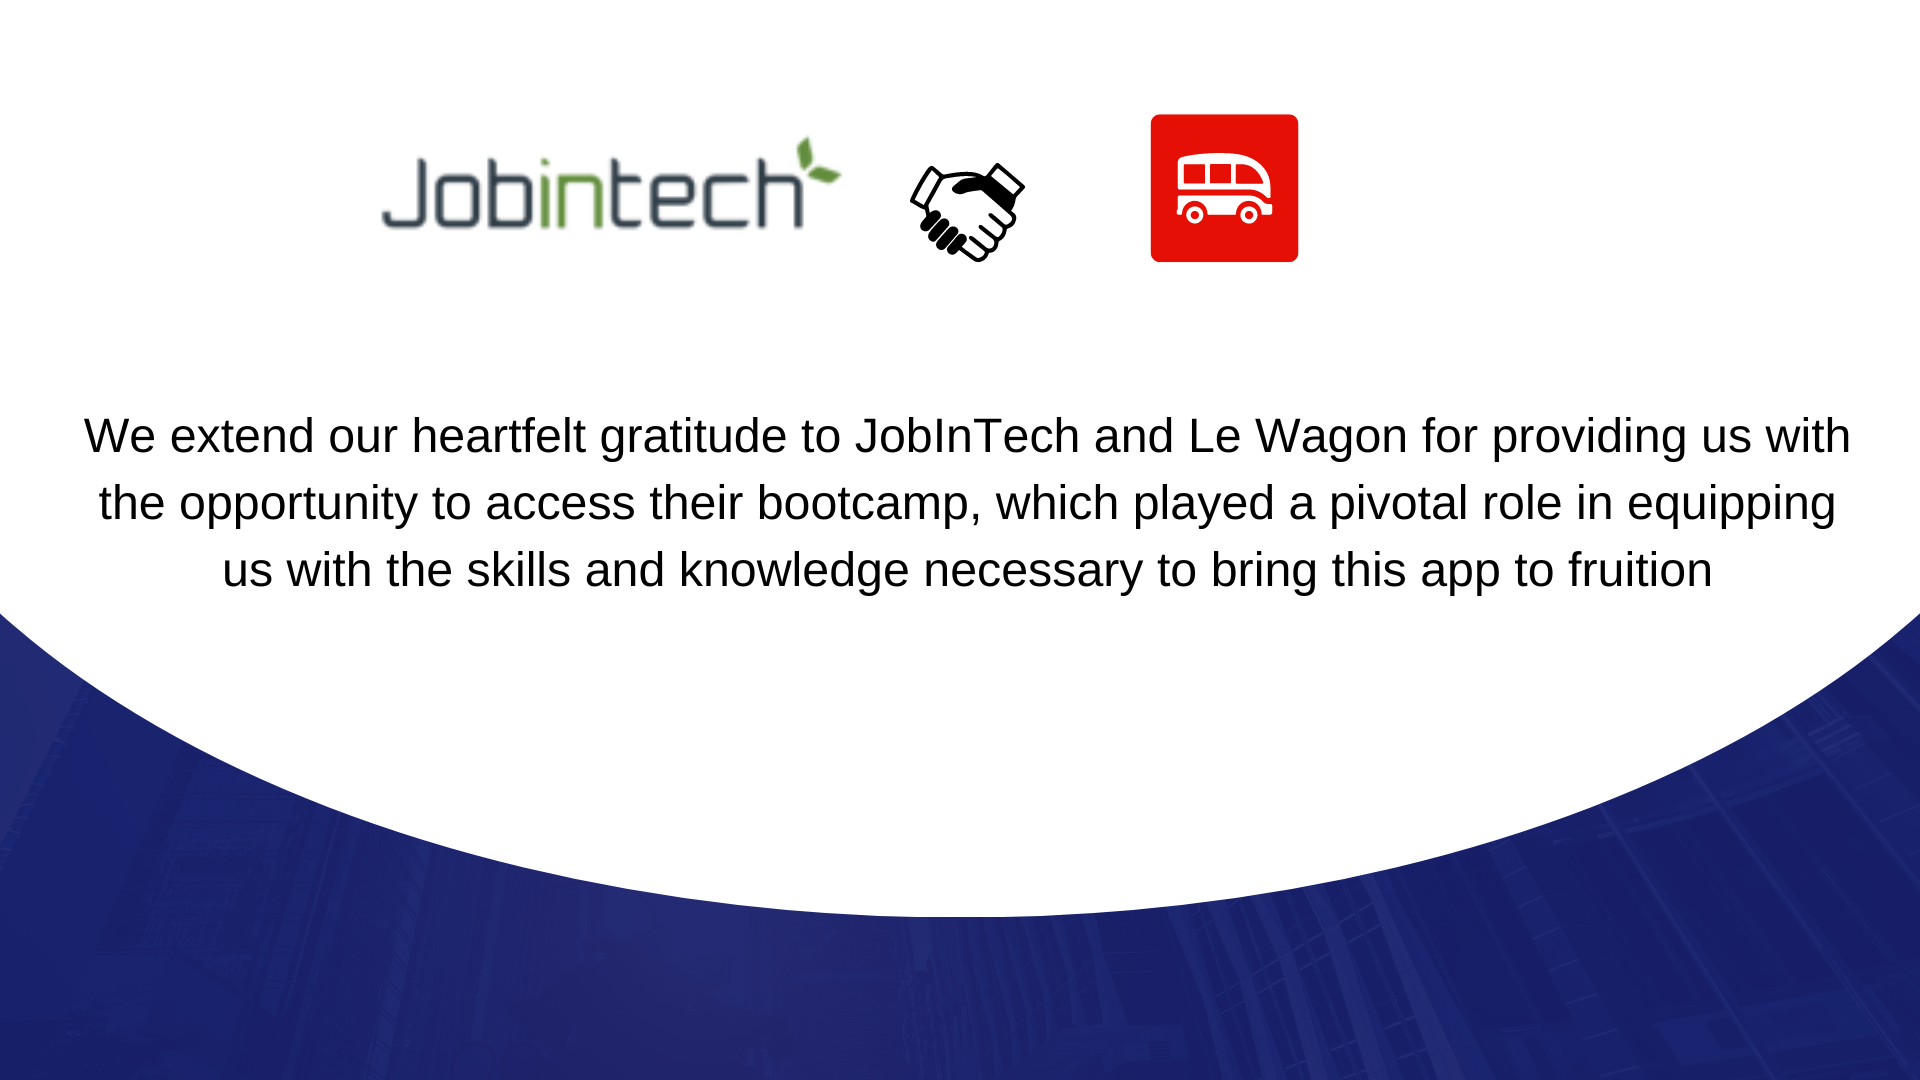 Jobintech
We extend our heartfelt gratitude to JobInTech and Le Wagon for providing us with
the opportunity to access their bootcamp, which played a pivotal role in equipping
us with the skills and knowledge necessary to bring this app to fruition